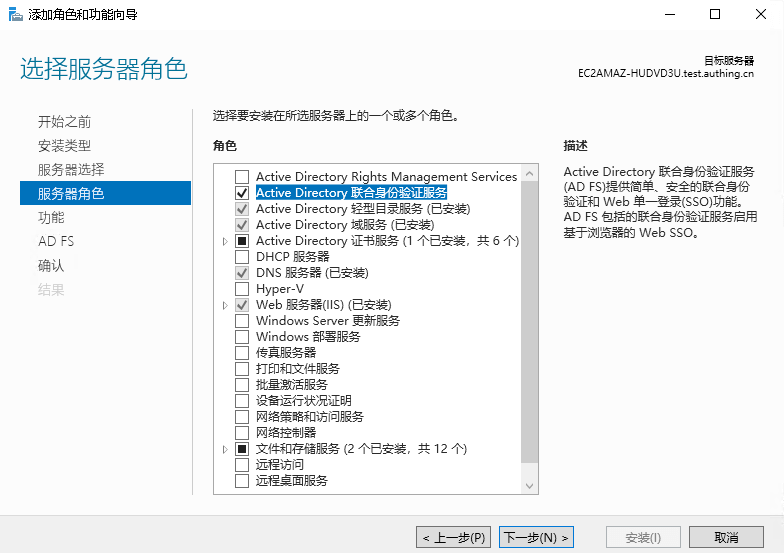 添加角色和功能向导
选择服务器角色
目标服务器
EC2AMAZ-HUDVD3U.test.authing.cn
开始之前
安装类型
服务器选择
服务器角色
功能
AD FS
确认
结果
选择要安装在所选服务器上的一个或多个角色。
角色
Active Directory Rights Management Services
Active Directory 联合身份验证服务
Active Directory 轻型目录服务 (已安装)
Active Directory 域服务 (已安装)
Active Directory 证书服务 (1 个已安装，共 6 个)
DHCP 服务器
DNS 服务器 (已安装)
Hyper-V
Web 服务器(IIS) (已安装)
Windows Server 更新服务
Windows 部署服务
传真服务器
打印和文件服务
批量激活服务
设备运行状况证明
网络策略和访问服务
网络控制器
文件和存储服务 (2 个已安装，共 12 个)
远程访问
远程桌面服务
描述
Active Directory 联合身份验证服务
(AD FS)提供简单、安全的联合身份
验证和 Web 单一登录(SSO)功能。
AD FS 包括的联合身份验证服务启用
基于浏览器的 Web SSO。
< 上一步(P)
下一步(N) >
安装(I)
取消